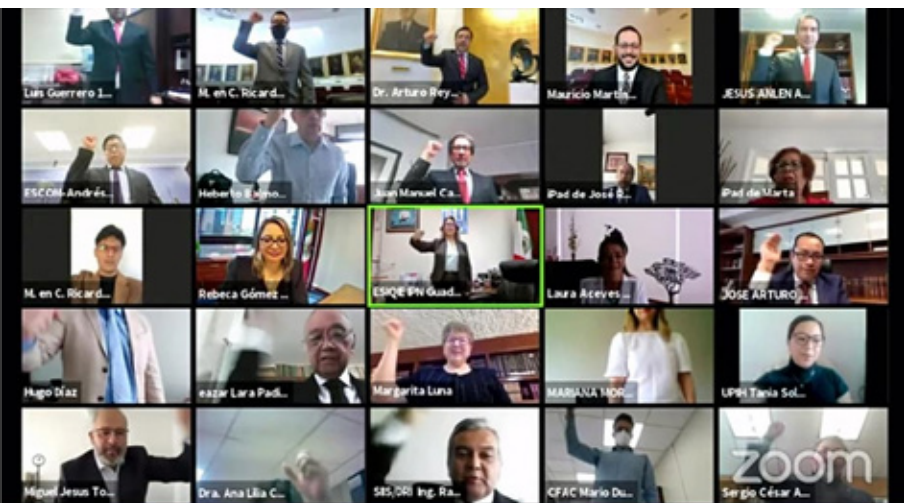 Luis Guerrero 1...
M. en C. Ricard...
Dr. Arturo Rey...
Mauricio Martín...
JESUS ANLEN A...
ESCOM-Andrés...
Heberto Balmo...
Juan Manuel Ca...
iPad de José R...
iPad de Marta
M. en C. Ricard...
Rebeca Gómez ...
ESIQIE IPN Guad...
Laura Aceves ...
JOSE ARTURO...
Hugo Díaz
eazar Lara Padi...
Margarita Luna
MARIANA MOR...
UPIH Tania Sol...
Miguel Jesus To...
Dra. Ana Lilia C...
Ing. Ra...
CFAC Mario Du...
Sergio César A...
zoom